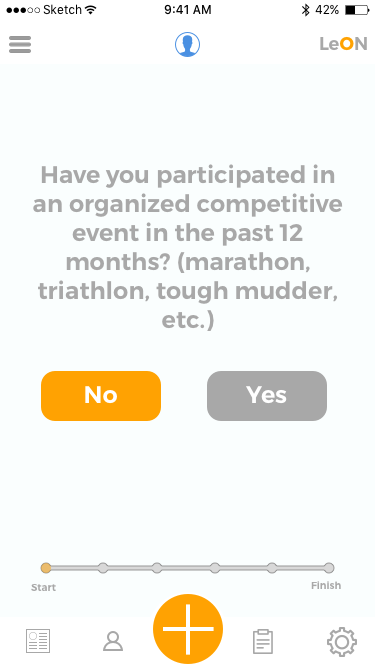 Sketch 9:41 AM 42%
LeON
Have you participated in
an organized competitive
event in the past 12
months? (marathon,
triathlon, tough mudder,
etc.)
No Yes
Start Finish